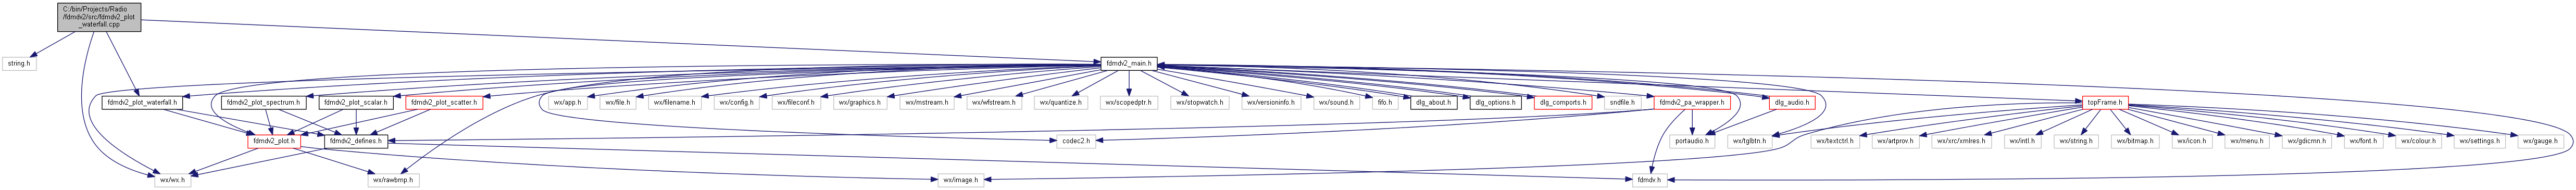 C:/bin/Projects/Radio
/fdmdv2/src/fdmdv2_plot
_waterfall.cpp
string.h
fdmdv2_main.h
fdmdv2_plot_waterfall.h
fdmdv2_plot_spectrum.h
fdmdv2_plot_scalar.h
fdmdv2_plot_scatter.h
wx/app.h
wx/file.h
wx/filename.h
wx/config.h
wx/fileconf.h
wx/graphics.h
wx/mstream.h
wx/wfstream.h
wx/quantize.h
wx/scopedptr.h
wx/stopwatch.h
wx/versioninfo.h
wx/sound.h
fifo.h
dlg_about.h
dlg_options.h
dlg_comports.h
sndfile.h
fdmdv2_pa_wrapper.h
dlg_audio.h
topFrame.h
fdmdv2_plot.h
fdmdv2_defines.h
codec2.h
portaudio.h
wx/tglbtn.h
wx/textctrl.h
wx/artprov.h
wx/xrc/xmlres.h
wx/intl.h
wx/string.h
wx/bitmap.h
wx/icon.h
wx/menu.h
wx/gdicmn.h
wx/font.h
wx/colour.h
wx/settings.h
wx/gauge.h
wx/wx.h
wx/rawbmp.h
wx/image.h
fdmdv.h